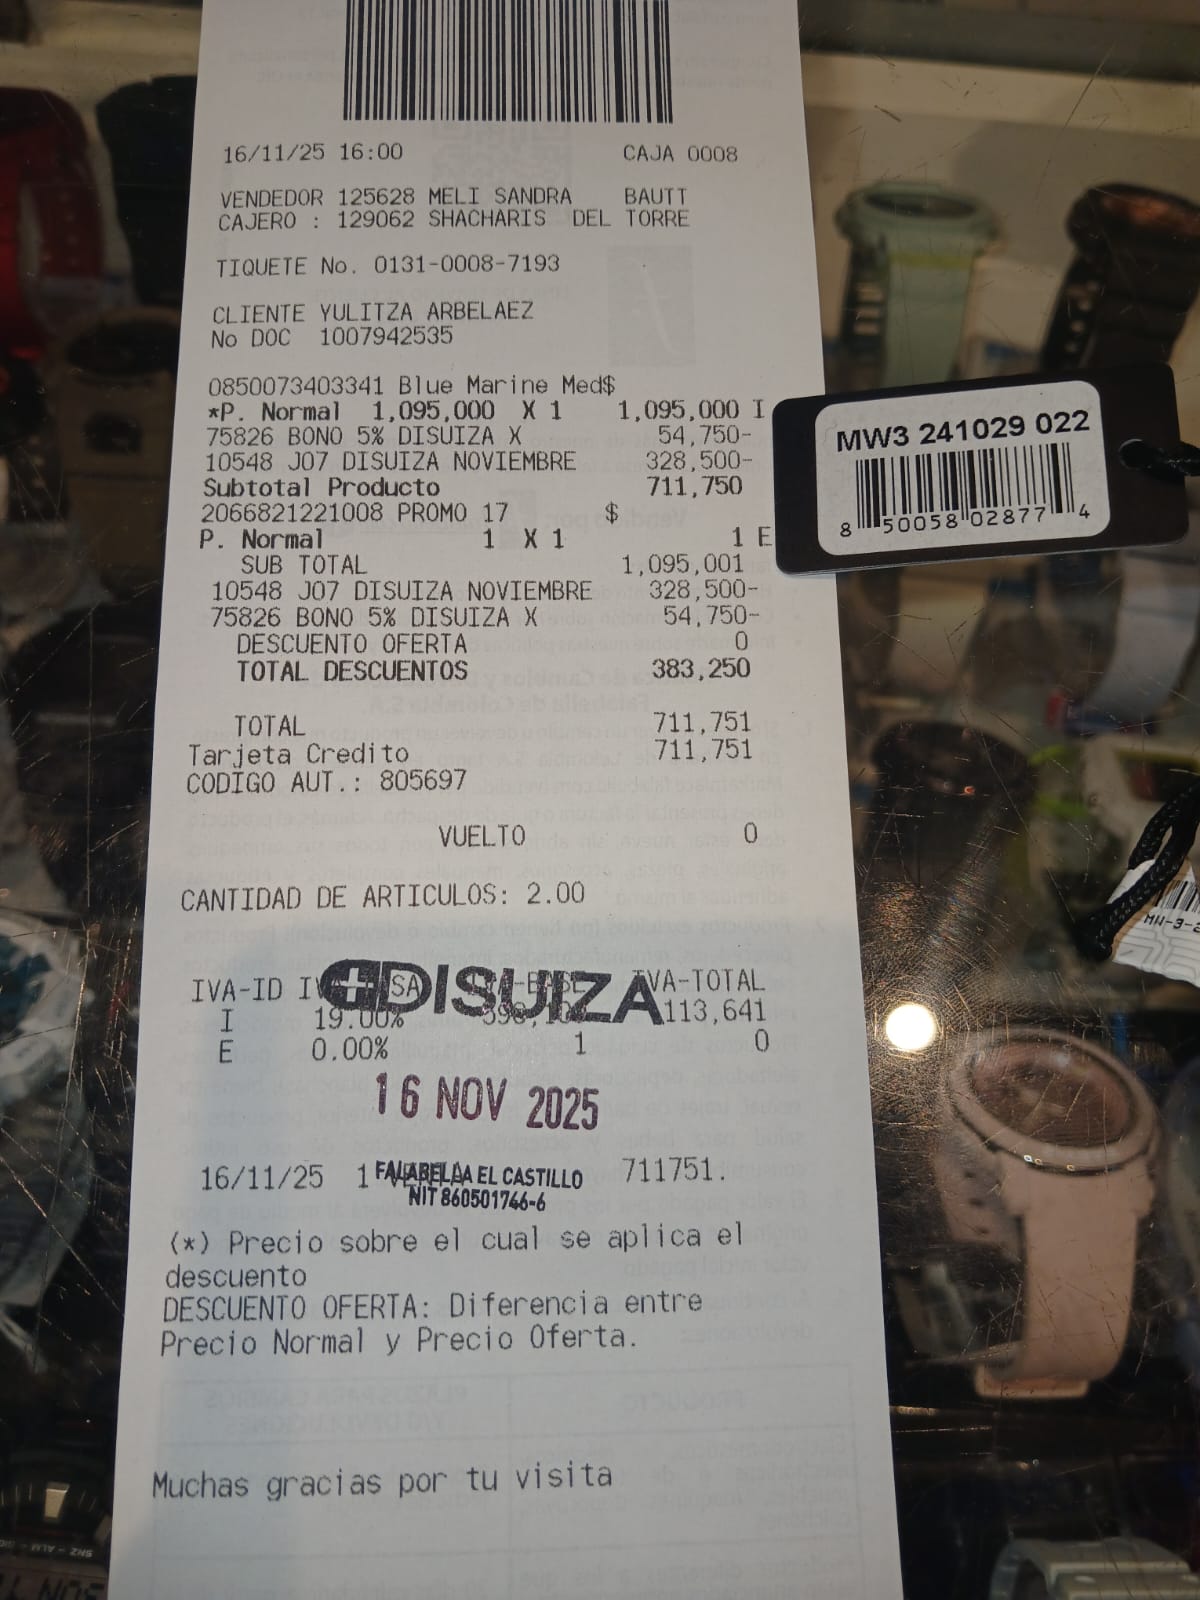 16/11/25 16:00 CAJA 0008
VENDEDOR 125628 MELI SANDRA BAUTT
CAJERO : 129062 SHACHARIS DEL TORRE
TIQUETE No. 0131-0008-7193
CLIENTE YULITZA ARBELAEZ
No DOC 1007942535
0850073403341 Blue Marine Med$
*P. Normal 1,095,000 X 1 1,095,000 I
75826 BONO 5% DISUIZA X 54,750-
10548 J07 DISUIZA NOVIEMBRE 328,500-
Subtotal Producto 711,750
2066821221008 PROMO 17 $
P. Normal 1 X 1 1 E
SUB TOTAL 1,095,001
10548 J07 DISUIZA NOVIEMBRE 328,500-
75826 BONO 5% DISUIZA X 54,750-
DESCUENTO OFERTA 0
TOTAL DESCUENTOS 383,250
TOTAL 711,751
Tarjeta Credito 711,751
CODIGO AUT.: 805697
VUELTO 0
CANTIDAD DE ARTICULOS: 2.00
DISUIZA
IVA-ID IVA-TOTAL
I 19.00% 113,641
E 0.00% 1 0
16 NOV 2025
16/11/25 1 711751.
FALABELLA EL CASTILLO
NIT 860501746-6
(*) Precio sobre el cual se aplica el
descuento
DESCUENTO OFERTA: Diferencia entre
Precio Normal y Precio Oferta.
Muchas gracias por tu visita
MW3 241029 022
8 50058 02877 4